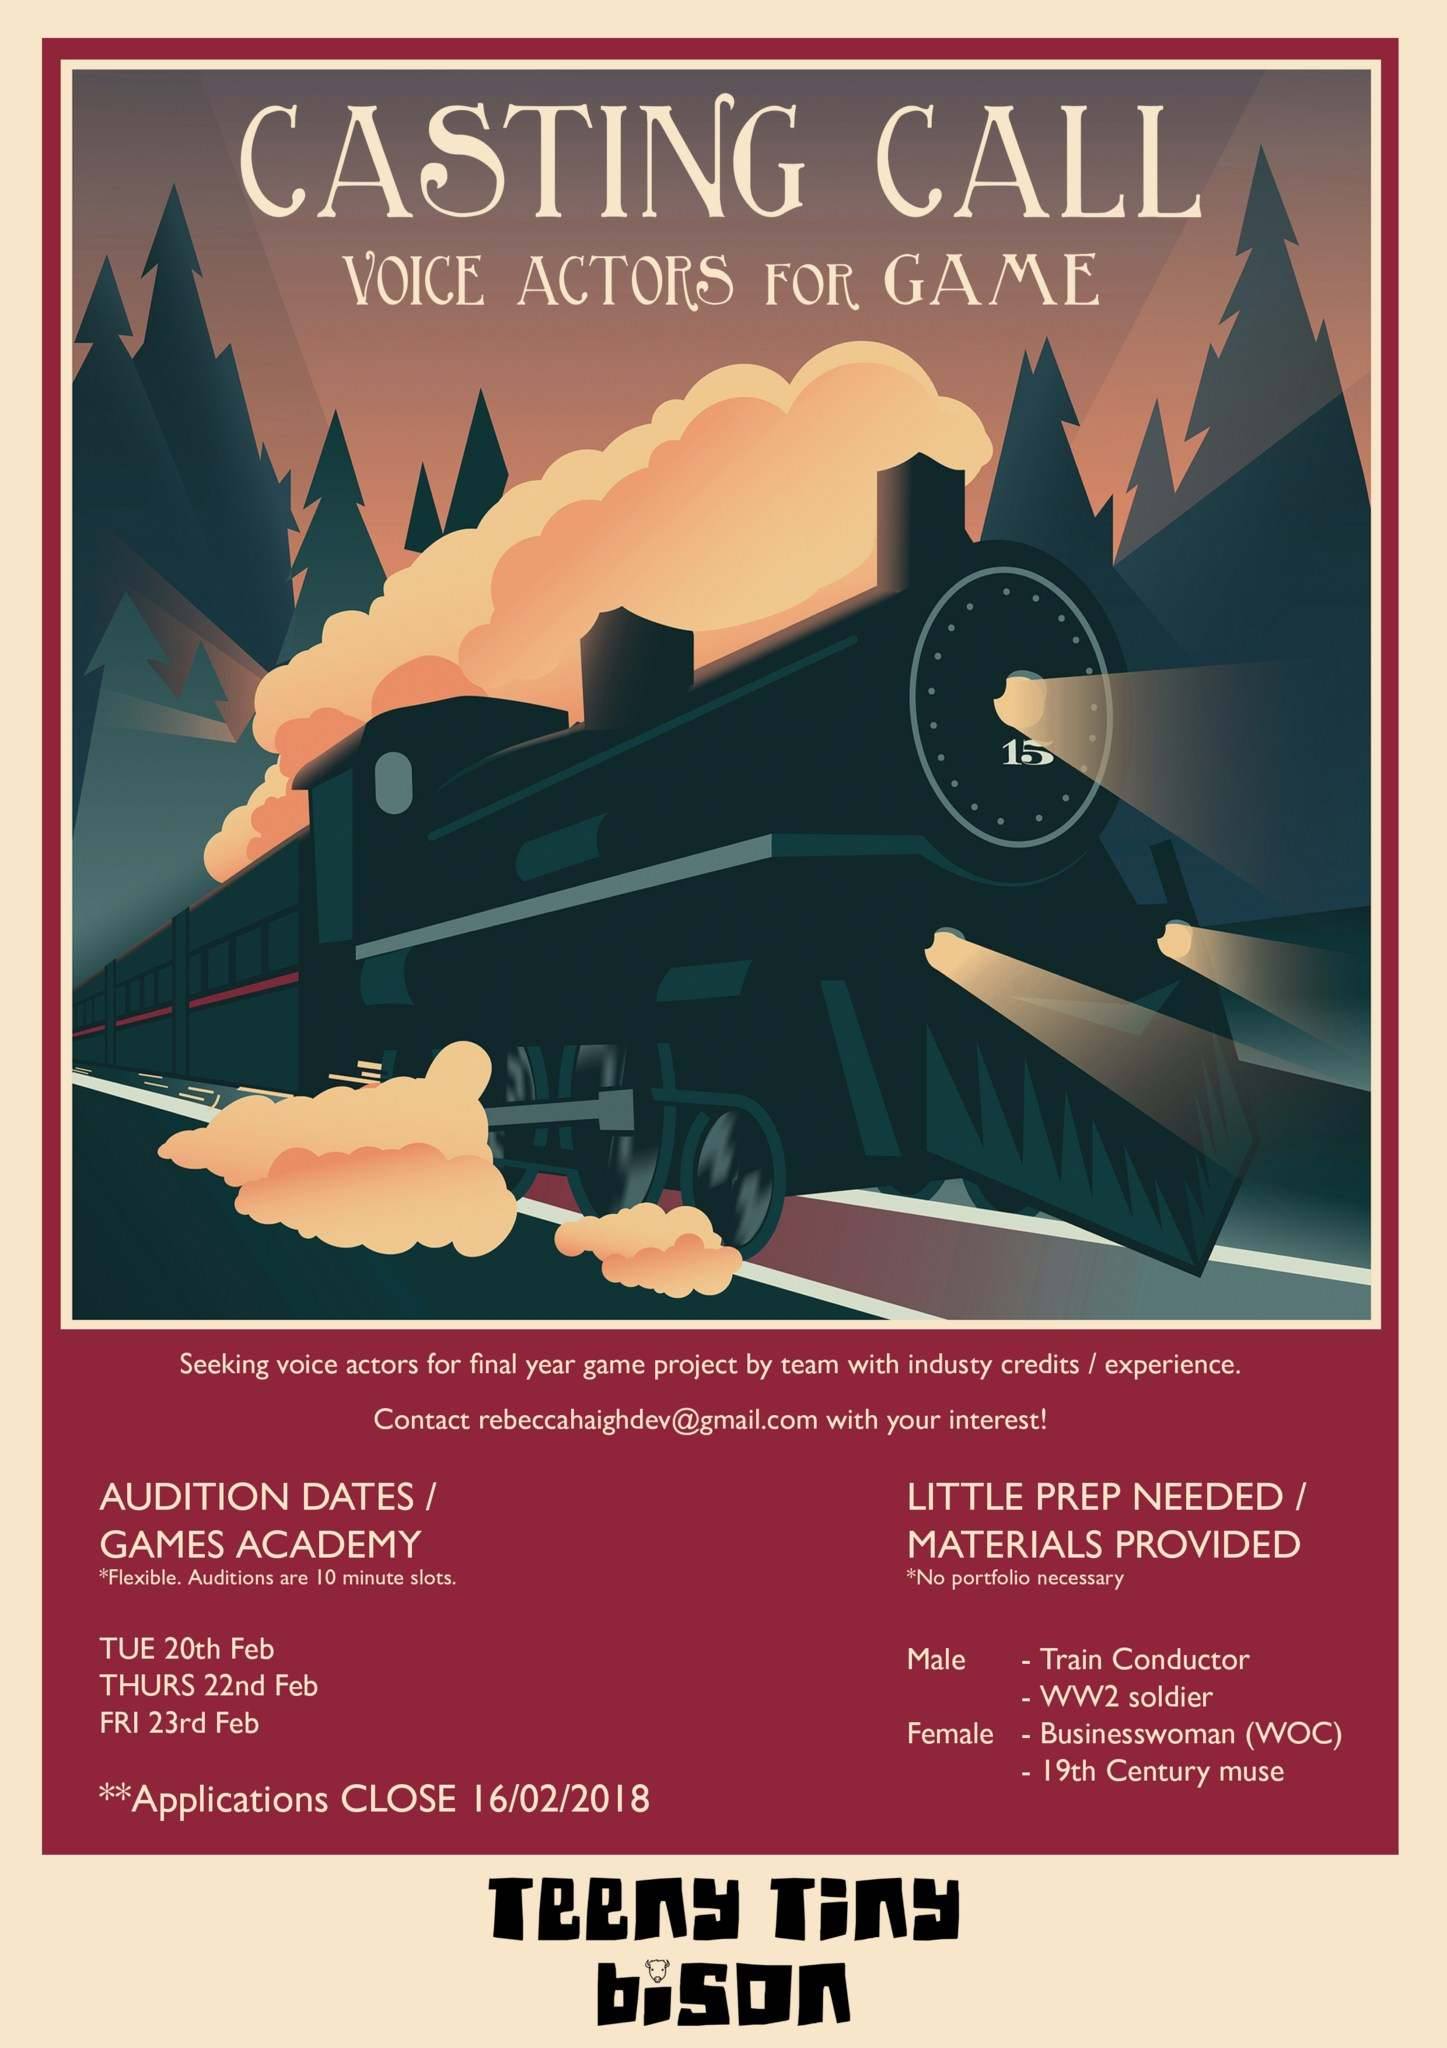 CASTING CALL
VOICE ACTORS FOR GAME
15
Seeking voice actors for final year game project by team with industy credits / experience.
Contact rebeccahaighdev@gmail.com with your interest!
AUDITION DATES /
GAMES ACADEMY
*Flexible. Auditions are 10 minute slots.
TUE 20th Feb
THURS 22nd Feb
FRI 23rd Feb
**Applications CLOSE 16/02/2018
LITTLE PREP NEEDED /
MATERIALS PROVIDED
*No portfolio necessary
Male - Train Conductor
- WW2 soldier
Female - Businesswoman (WOC)
- 19th Century muse
Teeny Tiny
bison